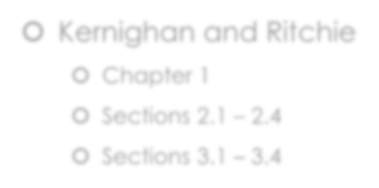 Kernighan and Ritchie
Chapter 1
Sections 2.1 – 2.4
Sections 3.1 – 3.4